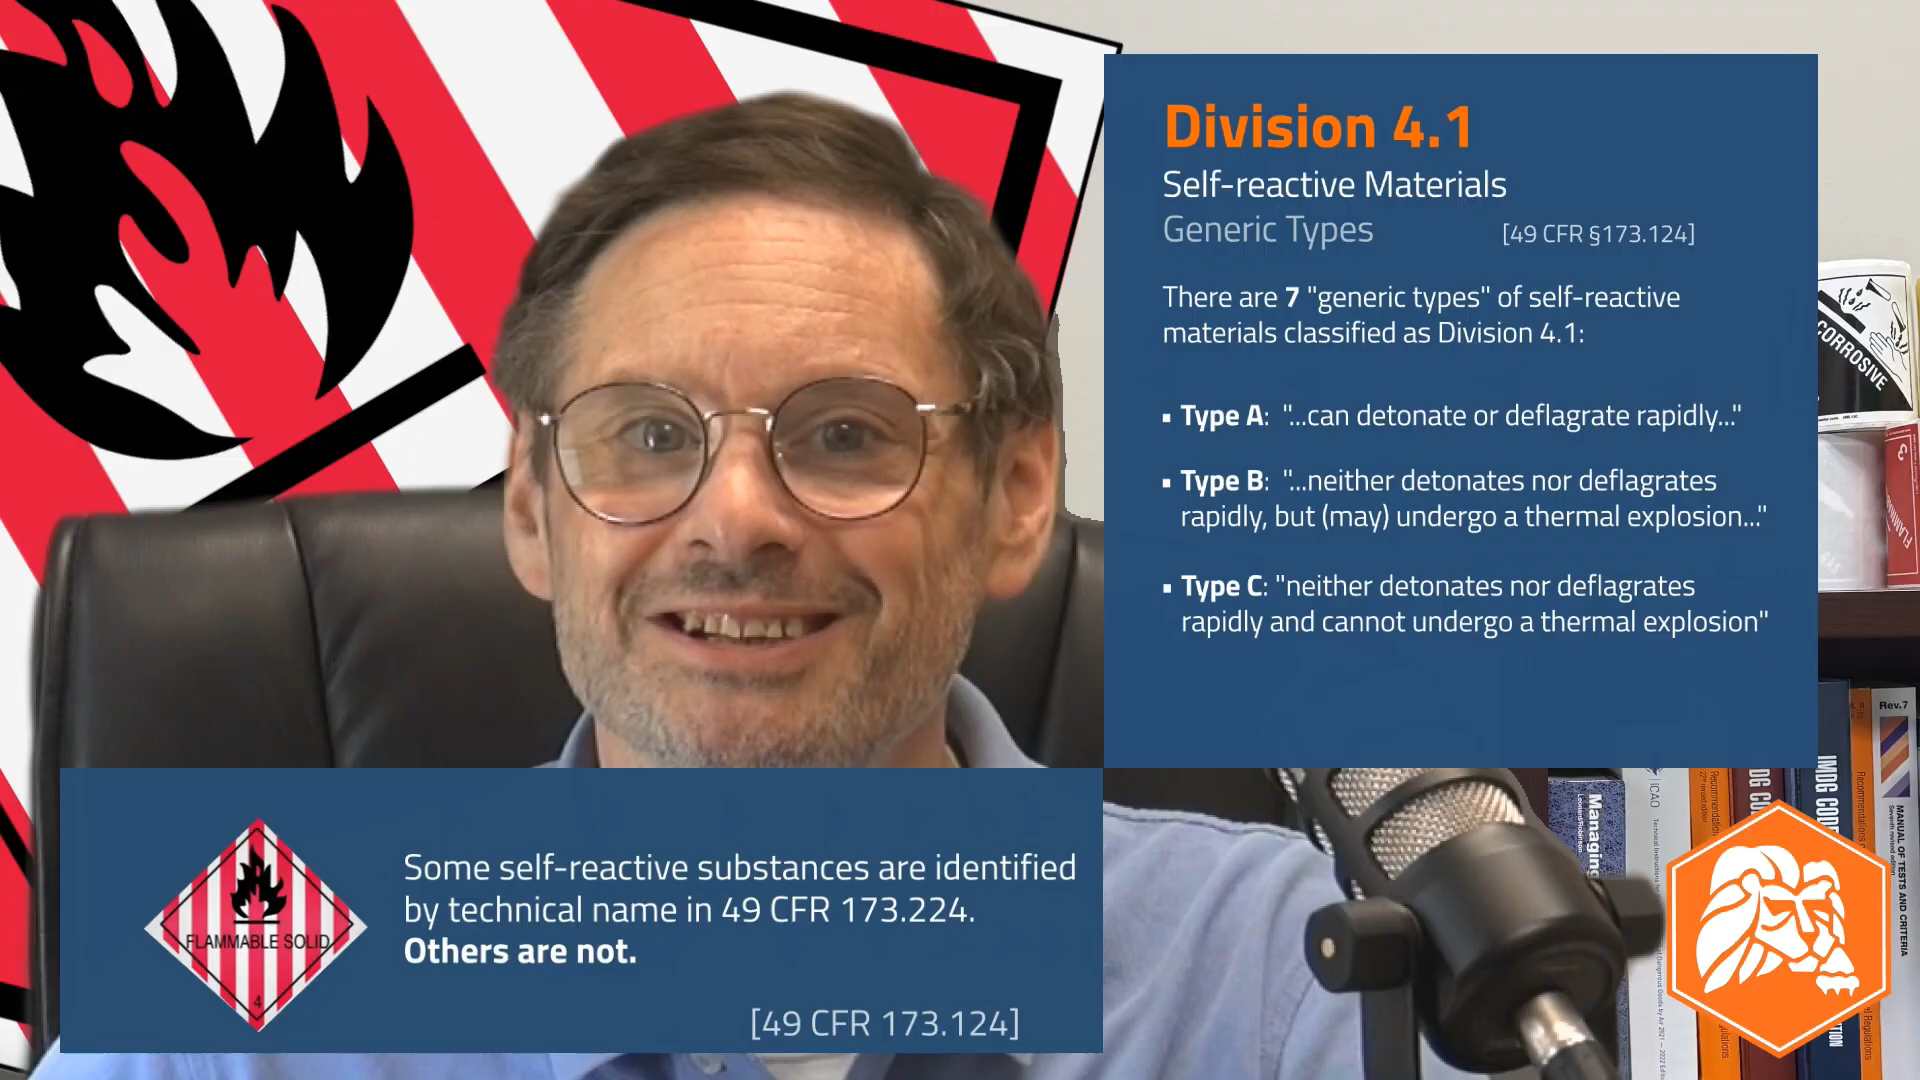 Division 4.1
Self-reactive Materials
Generic Types [49 CFR §173.124]
There are 7 "generic types" of self-reactive
materials classified as Division 4.1:
▪ Type A: "...can detonate or deflagrate rapidly..."
▪ Type B: "...neither detonates nor deflagrates
rapidly, but (may) undergo a thermal explosion..."
▪ Type C: "neither detonates nor deflagrates
rapidly and cannot undergo a thermal explosion"
CORROSIVE
3
Some self-reactive substances are identified
by technical name in 49 CFR 173.224.
Others are not.
[49 CFR 173.124]
FLAMMABLE SOLID
4
Managing
ICAO
IMDG CODE
Rev.7
MANUAL OF TESTS AND CRITERIA